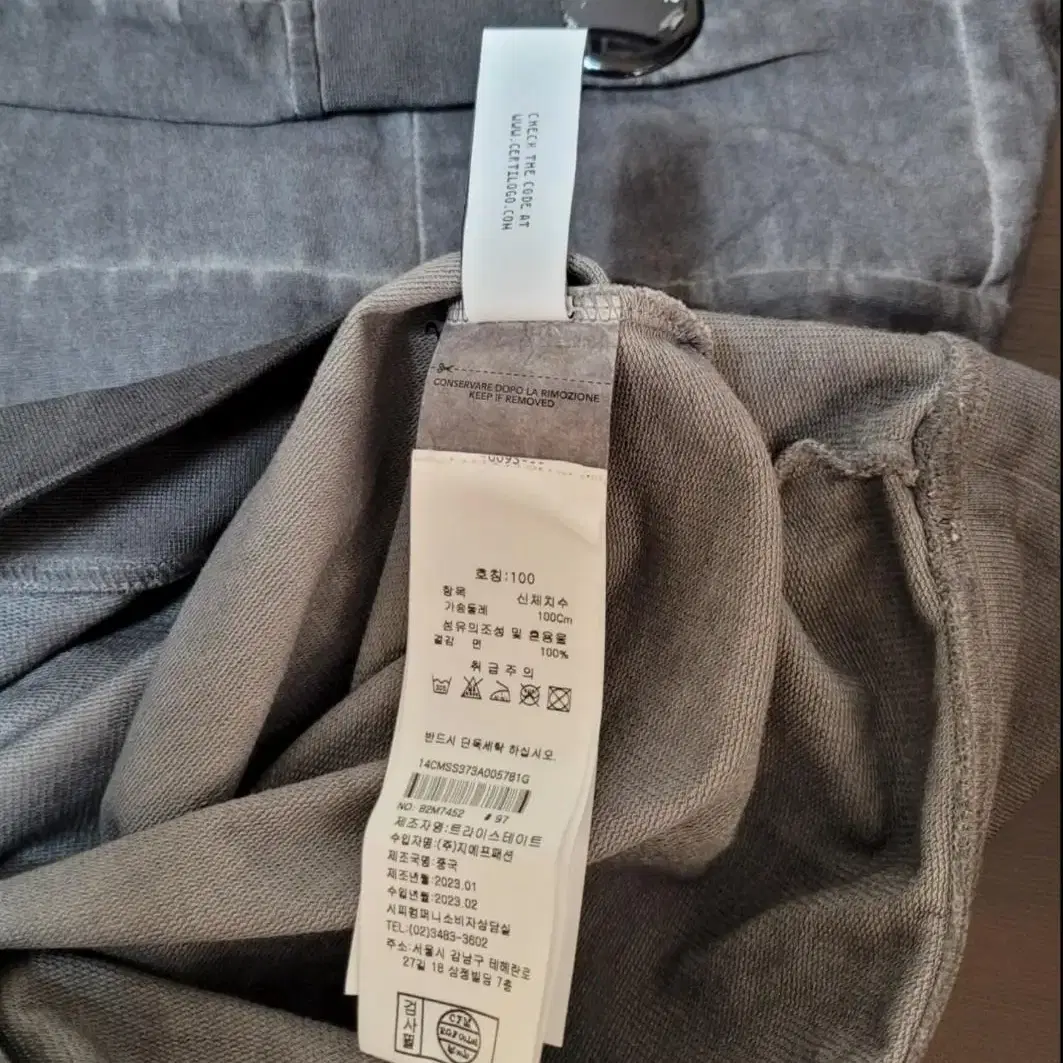 CHECK THE CODE AT
WWW.CERTILOGO.COM
CONSERVARE DOPO LA RIMOZIONE
KEEP IF REMOVED
호칭:100
항목 신체치수
가슴둘레 100Cm
섬유의조성 및 혼용율
겉감 면 100%
취급주의
반드시 단독세탁 하십시오.
14CMSS373A005781G
NO: B2M7452 #97
제조자명:트라이스테이트
수입자명:(주)지에프패션
제조국명:중국
제조년월:2023.01
수입년월:2023.02
시피컴퍼니소비자상담실
TEL:(02)3483-3602
주소:서울시 강남구 테헤란로
27길 18 삼정빌딩 7층
검사필